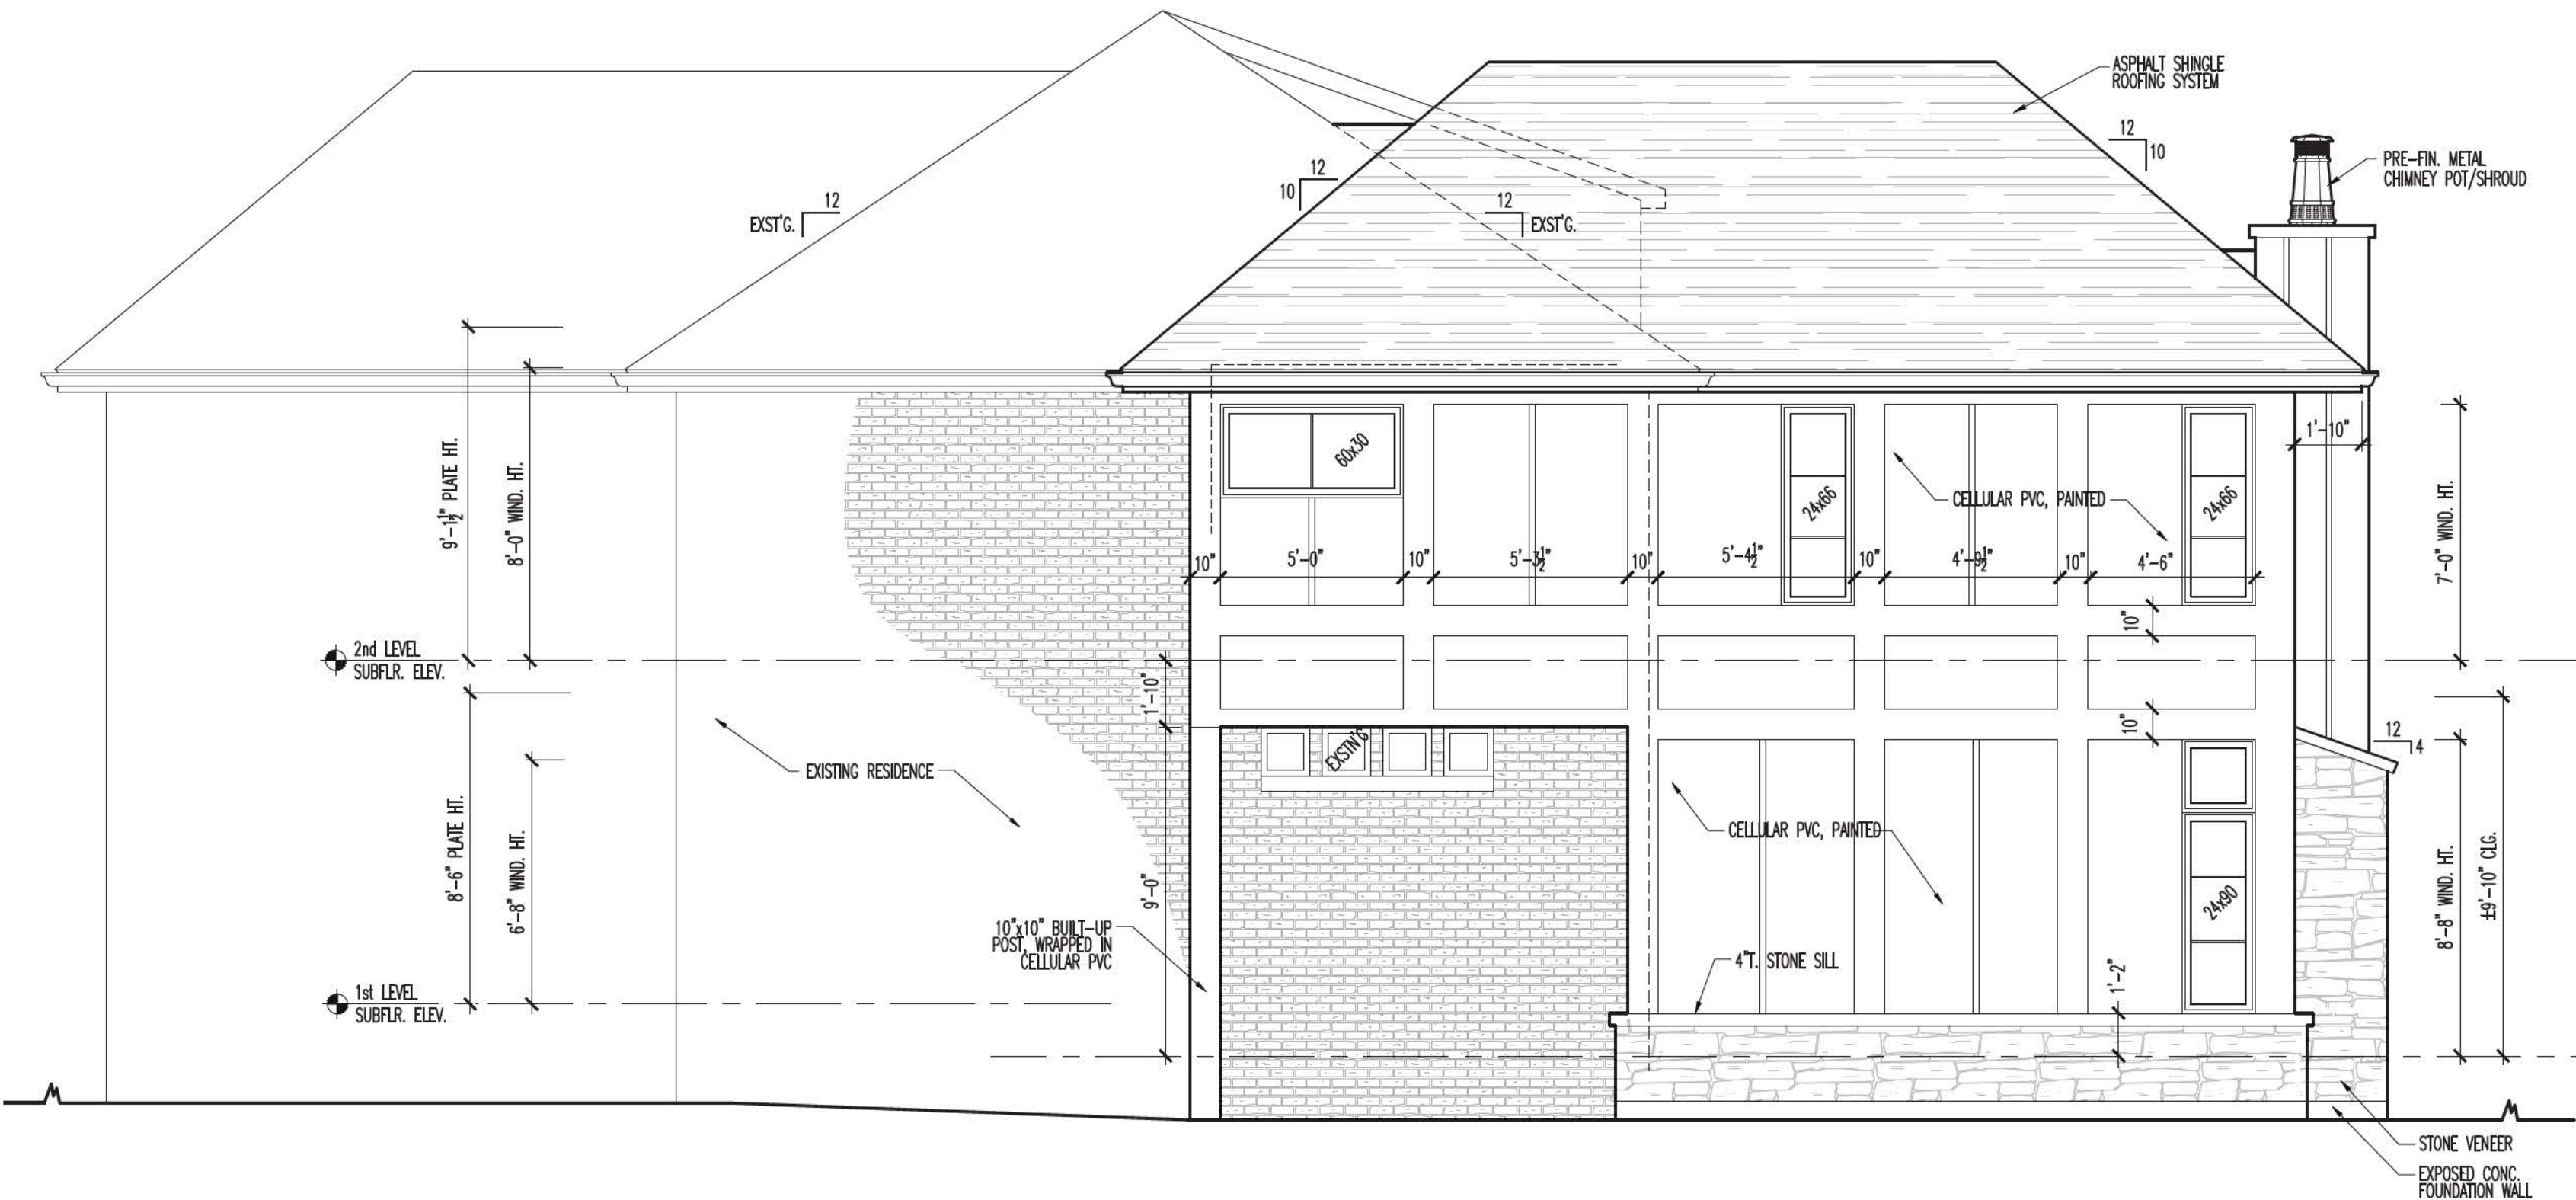 ASPHALT SHINGLE
ROOFING SYSTEM
12
10
PRE-FIN. METAL
CHIMNEY POT/SHROUD
12
10
12
EXST'G.
12
EXST'G.
9'-1½" PLATE HT.
8'-0" WIND. HT.
60x30
24x66
24x66
CELLULAR PVC, PAINTED
1'-10"
7'-0" WIND. HT.
10"
5'-0"
10"
5'-3½"
10"
5'-4½"
10"
4'-9½"
10"
4'-6"
10"
2nd LEVEL
SUBFLR. ELEV.
1'-10"
10"
12
4
EXSTN'G
EXISTING RESIDENCE
8'-6" PLATE HT.
6'-8" WIND. HT.
9'-0"
CELLULAR PVC, PAINTED
24x90
8'-8" WIND. HT.
±9'-10" CLG.
10"x10" BUILT-UP
POST, WRAPPED IN
CELLULAR PVC
4"T. STONE SILL
1'-2"
1st LEVEL
SUBFLR. ELEV.
STONE VENEER
EXPOSED CONC.
FOUNDATION WALL